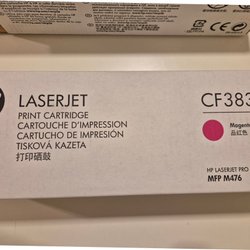 LASERJET
PRINT CARTRIDGE
CARTOUCHE D'IMPRESSION
CARTUCHO DE IMPRESIÓN
TISKOVÁ KAZETA
打印硒鼓
CF383
Magenta
品红色
HP LASERJET PRO
MFP M476